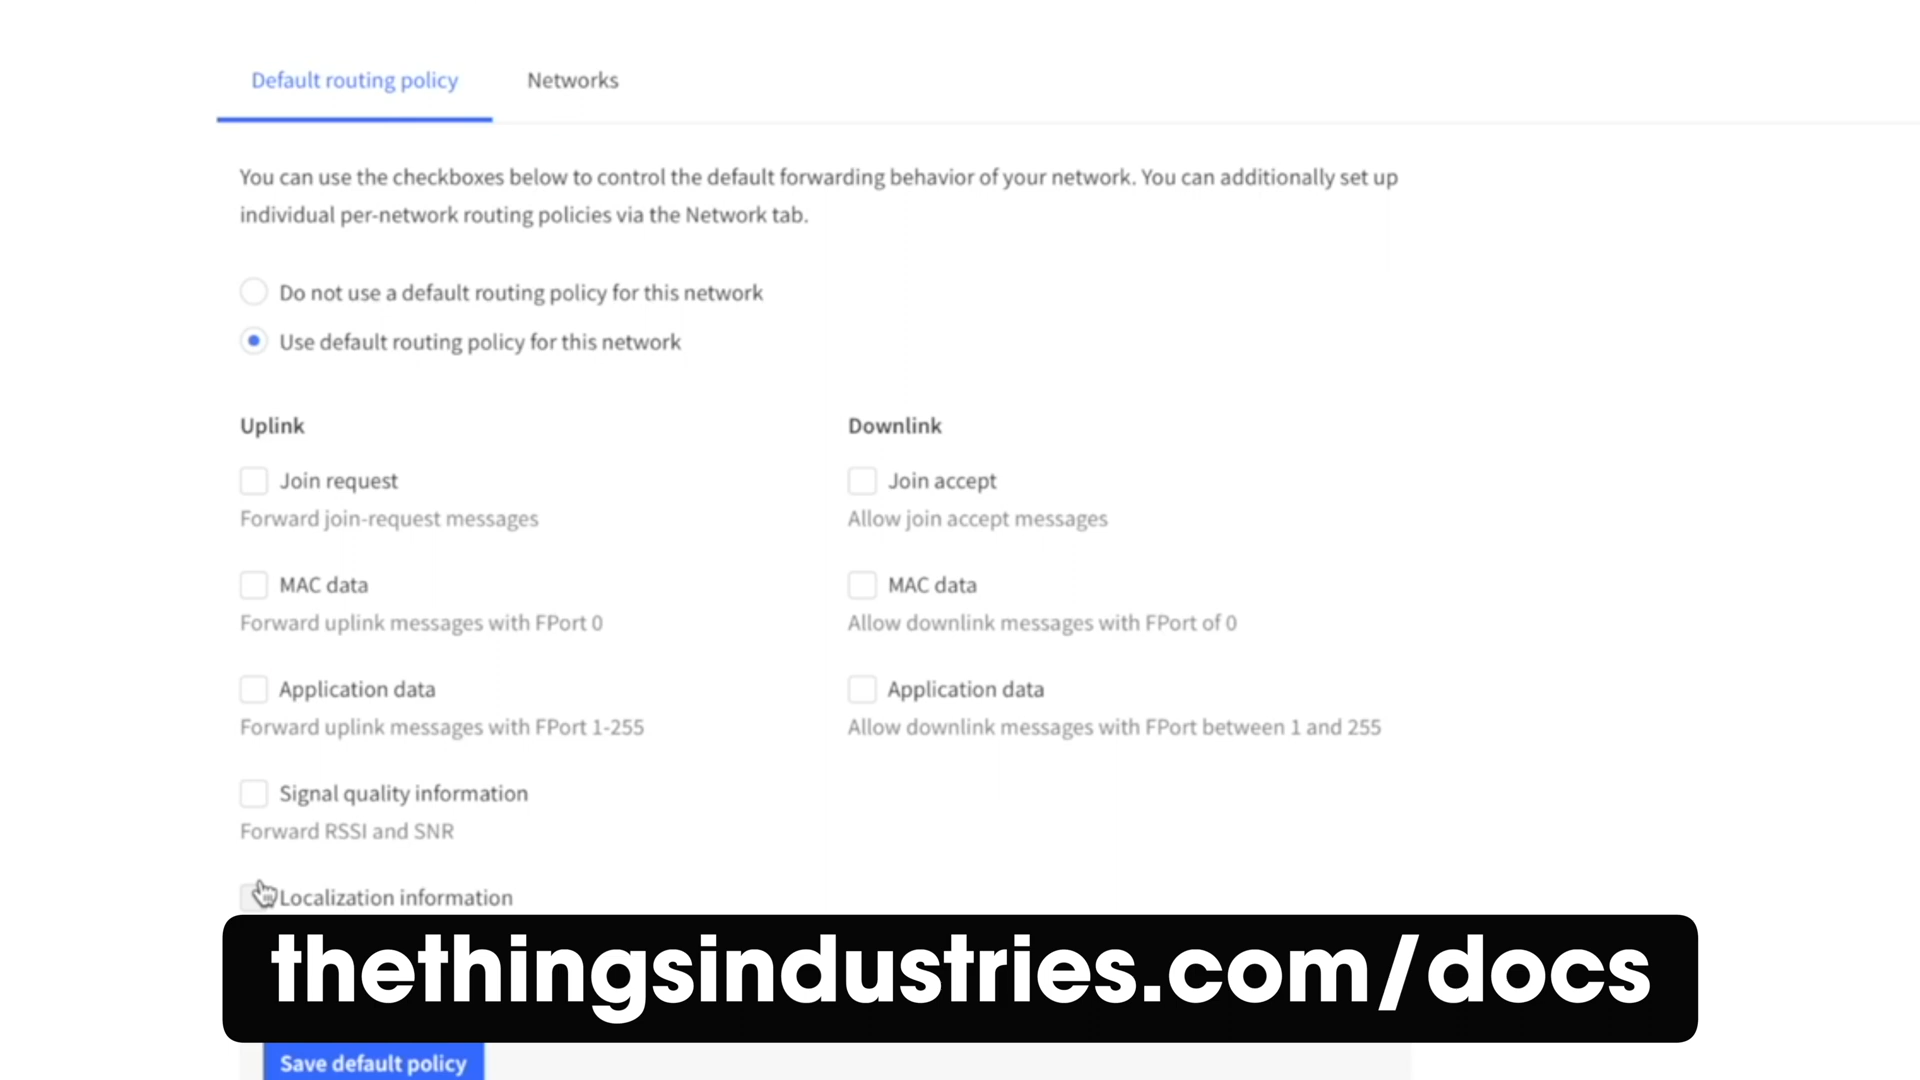 Default routing policy
Networks
You can use the checkboxes below to control the default forwarding behavior of your network. You can additionally set up
individual per-network routing policies via the Network tab.
Do not use a default routing policy for this network
Use default routing policy for this network
Uplink
Join request
Forward join-request messages
MAC data
Forward uplink messages with FPort 0
Application data
Forward uplink messages with FPort 1-255
Signal quality information
Forward RSSI and SNR
Localization information
Downlink
Join accept
Allow join accept messages
MAC data
Allow downlink messages with FPort of 0
Application data
Allow downlink messages with FPort between 1 and 255
thethingsindustries.com/docs
Save default policy